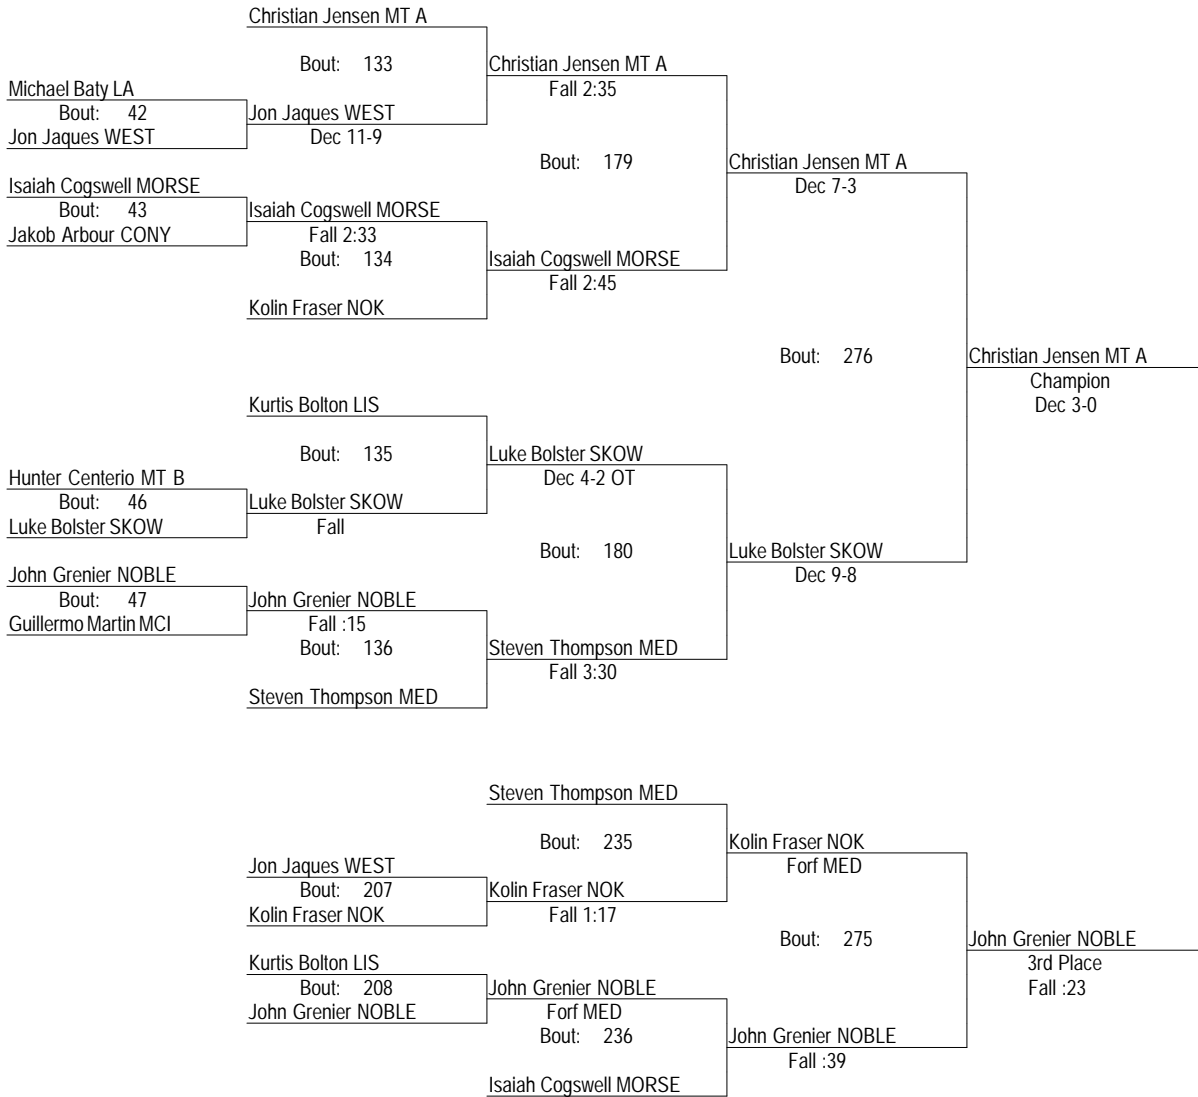 Christian Jensen MT A
Bout: 133
Christian Jensen MT A
Fall 2:35
Michael Baty LA
Bout: 42
Jon Jaques WEST
Jon Jaques WEST
Dec 11-9
Bout: 179
Christian Jensen MT A
Dec 7-3
Isaiah Cogswell MORSE
Bout: 43
Jakob Arbour CONY
Isaiah Cogswell MORSE
Fall 2:33
Bout: 134
Isaiah Cogswell MORSE
Fall 2:45
Kolin Fraser NOK
Bout: 276
Christian Jensen MT A
Champion
Dec 3-0
Kurtis Bolton LIS
Bout: 135
Luke Bolster SKOW
Dec 4-2 OT
Hunter Centerio MT B
Bout: 46
Luke Bolster SKOW
Luke Bolster SKOW
Fall
Bout: 180
Luke Bolster SKOW
Dec 9-8
John Grenier NOBLE
Bout: 47
Guillermo Martin MCI
John Grenier NOBLE
Fall :15
Bout: 136
Steven Thompson MED
Fall 3:30
Steven Thompson MED
Steven Thompson MED
Bout: 235
Kolin Fraser NOK
Forf MED
Jon Jaques WEST
Bout: 207
Kolin Fraser NOK
Kolin Fraser NOK
Fall 1:17
Bout: 275
John Grenier NOBLE
3rd Place
Fall :23
Kurtis Bolton LIS
Bout: 208
John Grenier NOBLE
John Grenier NOBLE
Forf MED
Bout: 236
John Grenier NOBLE
Fall :39
Isaiah Cogswell MORSE